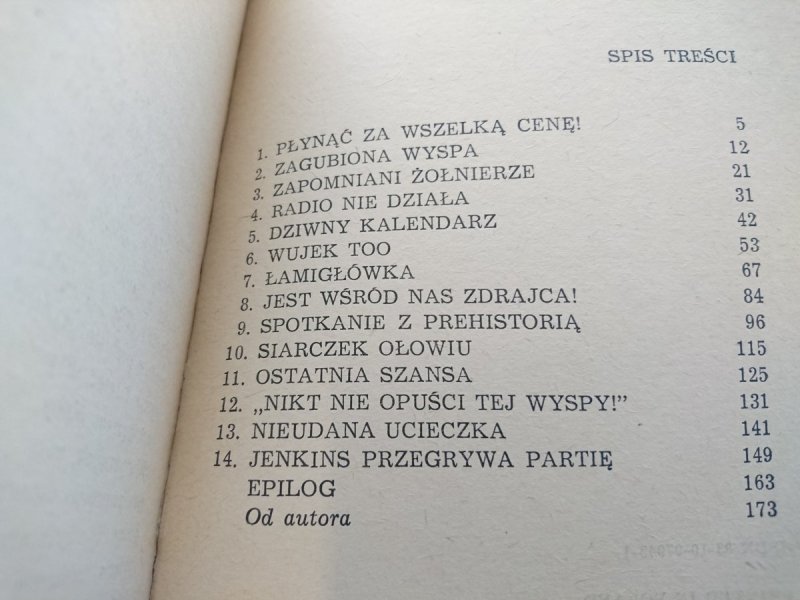 SPIS TREŚCI
1. PŁYNĄĆ ZA WSZELKĄ CENĘ! 5
2. ZAGUBIONA WYSPA 12
3. ZAPOMNIANI ŻOŁNIERZE 21
4. RADIO NIE DZIAŁA 31
5. DZIWNY KALENDARZ 42
6. WUJEK TOO 53
7. ŁAMIGŁÓWKA 67
8. JEST WŚRÓD NAS ZDRAJCA! 84
9. SPOTKANIE Z PREHISTORIĄ 96
10. SIARCZEK OŁOWIU 115
11. OSTATNIA SZANSA 125
12. „NIKT NIE OPUŚCI TEJ WYSPY!” 131
13. NIEUDANA UCIECZKA 141
14. JENKINS PRZEGRYWA PARTIĘ 149
EPILOG 163
Od autora 173